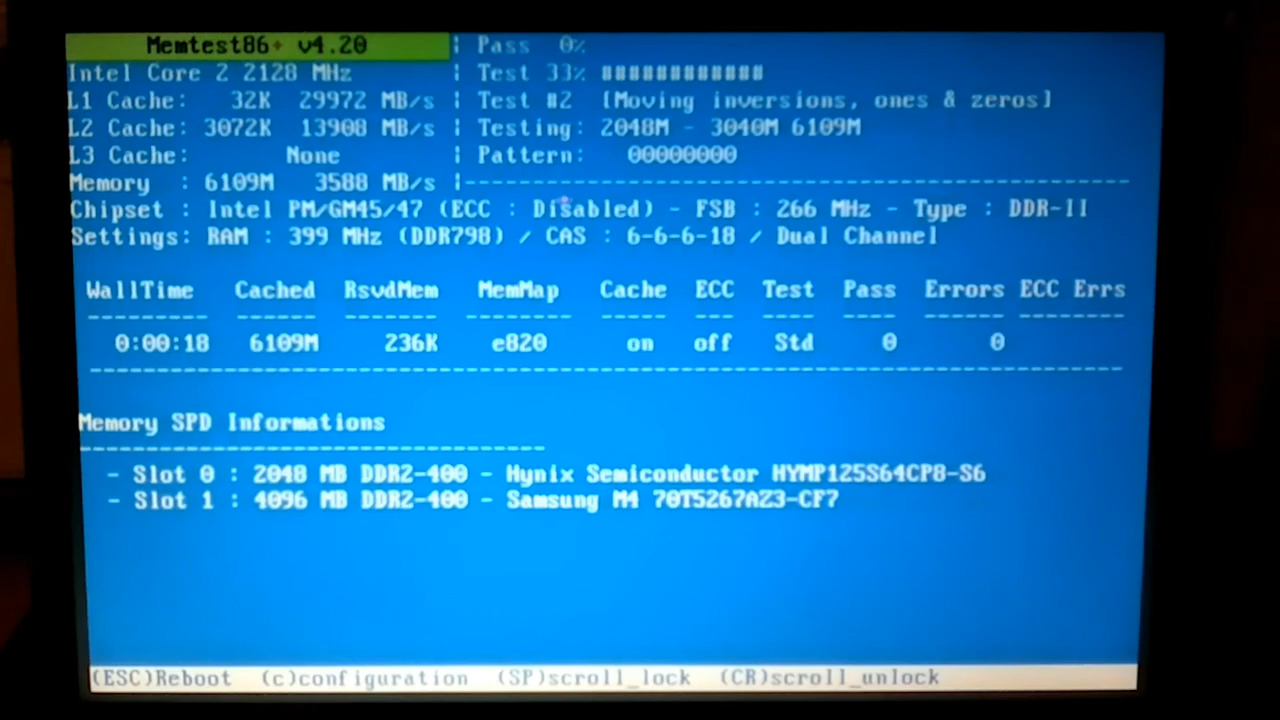 Memtest86+ v4.20 | Pass 0%
Intel Core 2 2128 MHz | Test 33% ############
L1 Cache: 32K 29972 MB/s | Test #2 [Moving inversions, ones & zeros]
L2 Cache: 3072K 13908 MB/s | Testing: 2048M - 3040M 6109M
L3 Cache: None | Pattern: 00000000
Memory : 6109M 3588 MB/s |-------------------------------------------------
Chipset : Intel PM/GM45/47 (ECC : Disabled) - FSB : 266 MHz - Type : DDR-II
Settings: RAM : 399 MHz (DDR798) / CAS : 6-6-6-18 / Dual Channel
WallTime Cached RsvdMem MemMap Cache ECC Test Pass Errors ECC Errs
--------- ------ ------- -------- ----- --- ---- ---- ------ --------
0:00:18 6109M 236K e820 on off Std 0 0
-----------------------------------------------------------------------------
Memory SPD Informations
-----------------------------------
- Slot 0 : 2048 MB DDR2-400 - Hynix Semiconductor HYMP125S64CP8-S6
- Slot 1 : 4096 MB DDR2-400 - Samsung M4 70T5267AZ3-CF7
(ESC)Reboot (c)configuration (SP)scroll_lock (CR)scroll_unlock